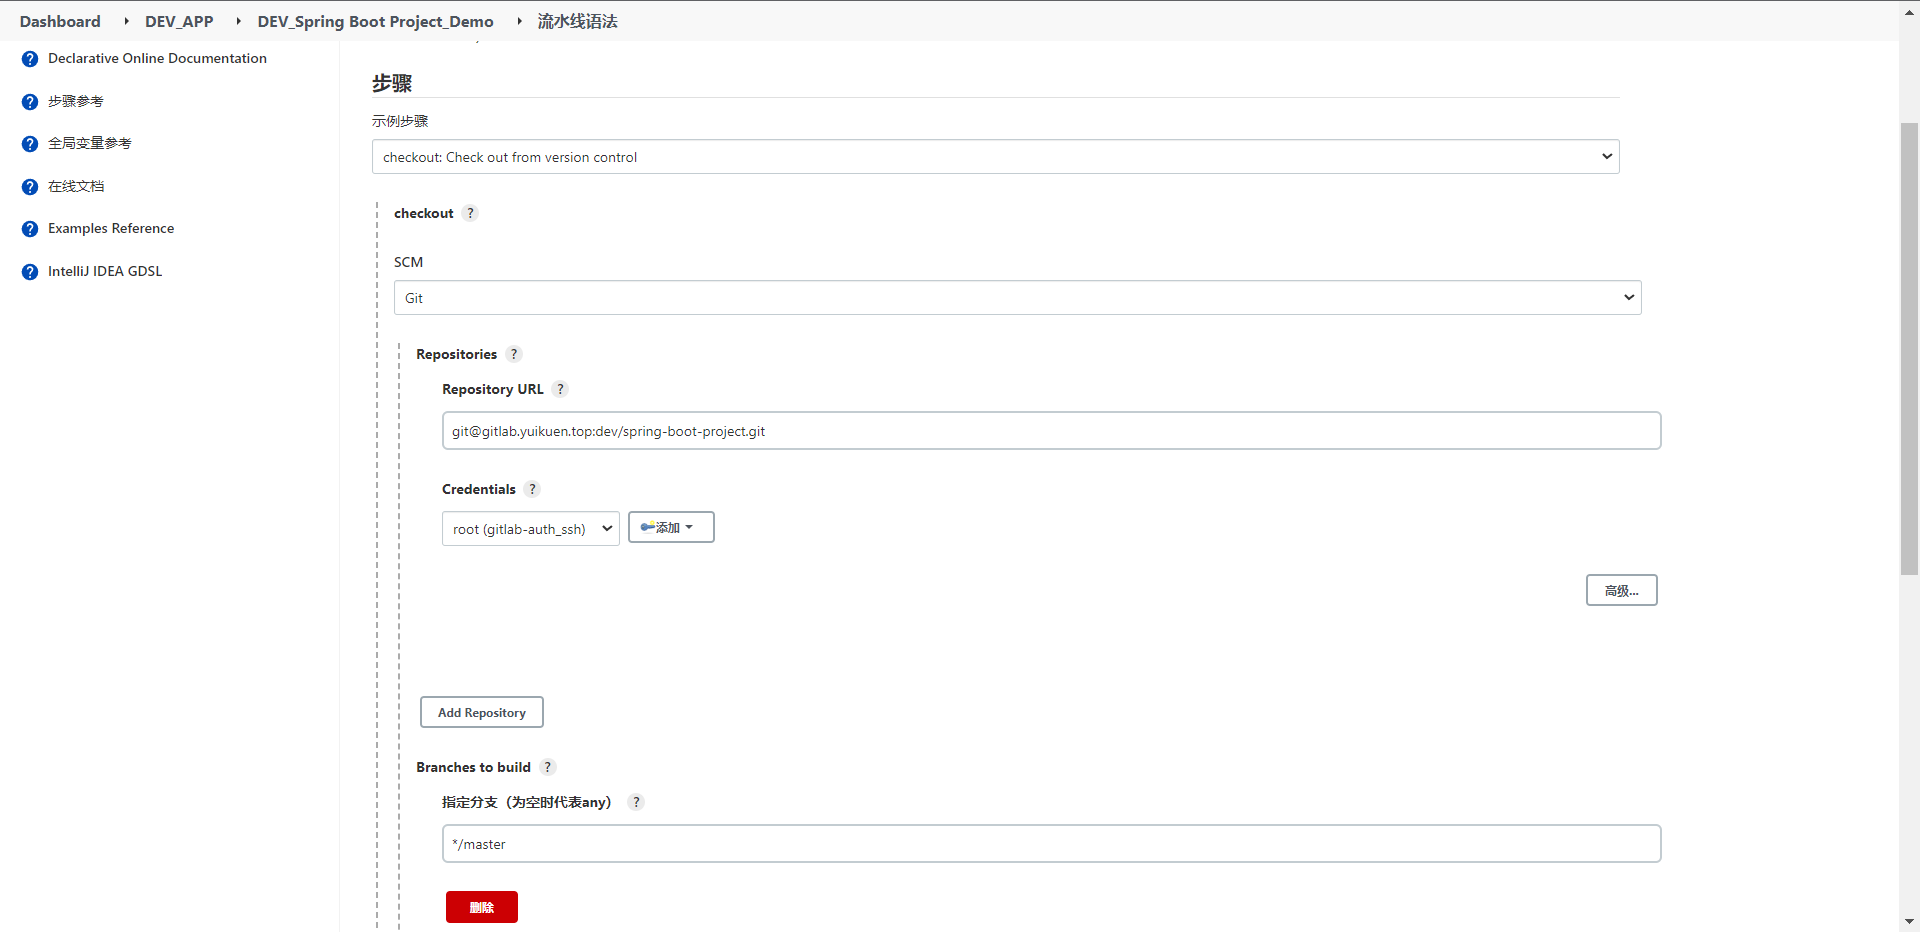 Dashboard DEV_APP DEV_Spring Boot Project_Demo 流水线语法
Declarative Online Documentation
步骤参考
全局变量参考
在线文档
Examples Reference
IntelliJ IDEA GDSL
步骤
示例步骤
checkout: Check out from version control
checkout ?
SCM
Git
Repositories ?
Repository URL ?
git@gitlab.yuikuen.top:dev/spring-boot-project.git
Credentials ?
root (gitlab-auth_ssh) 添加
高级...
Add Repository
Branches to build ?
指定分支（为空时代表any） ?
*/master
删除